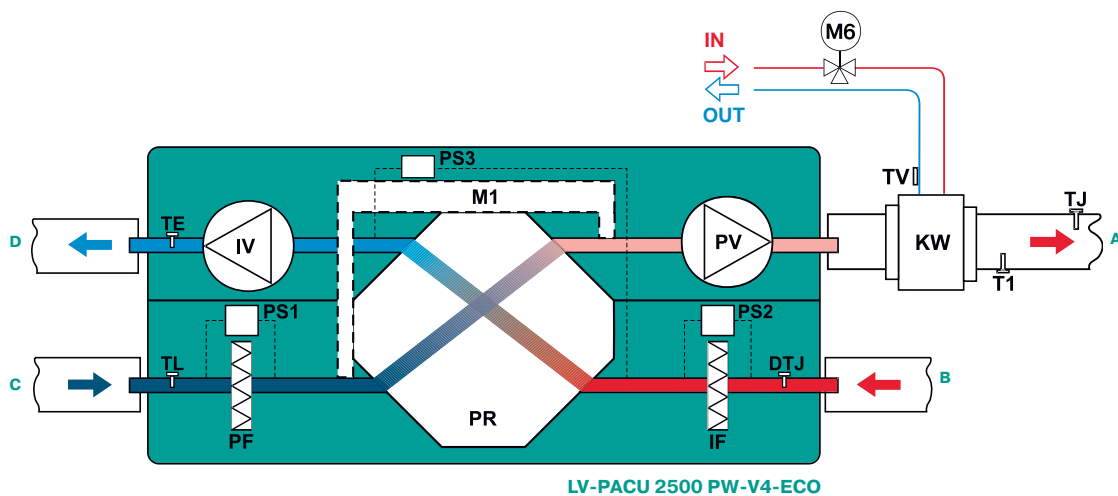 M6
IN
OUT
PS3
TV
M1
TE
TJ
D
IV
PV
KW
A
T1
PS1
PS2
TL
DTJ
C
B
PR
PF
IF
LV-PACU 2500 PW-V4-ECO